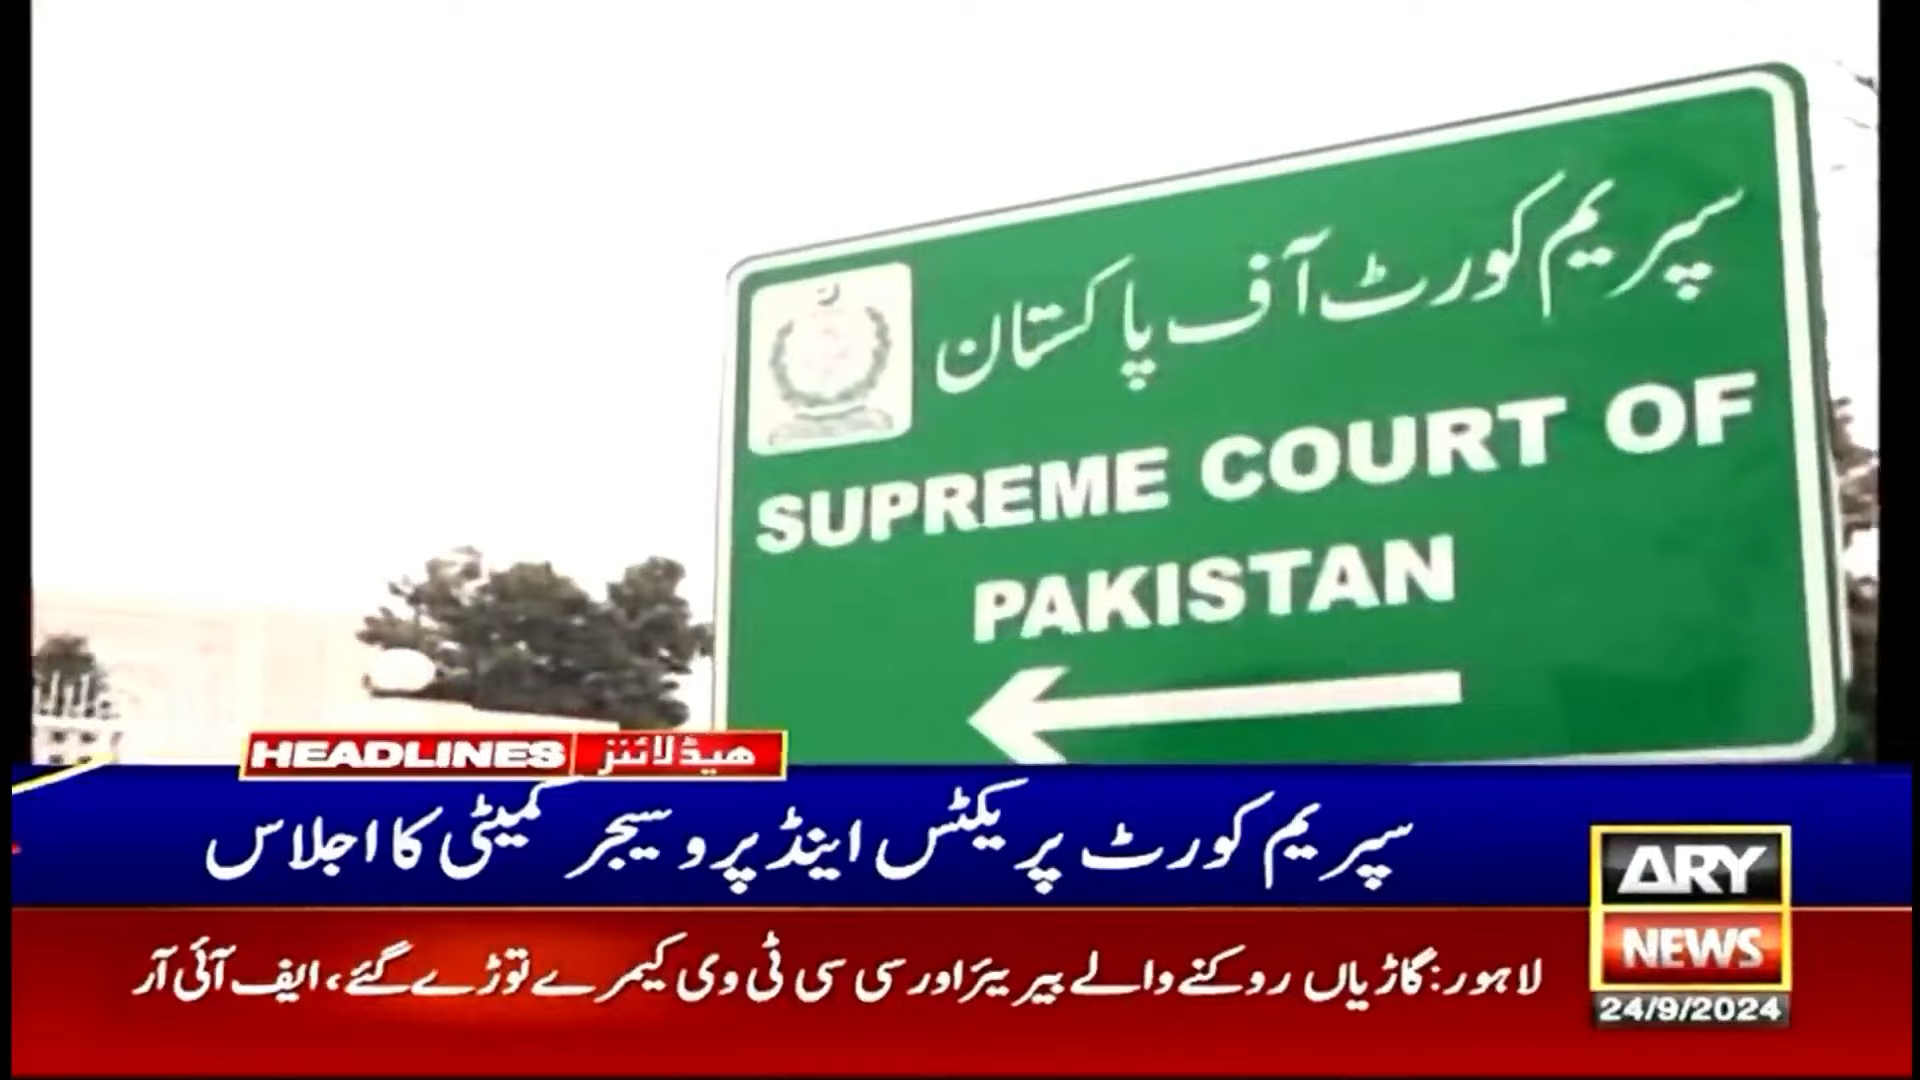 سپریم کورٹ آف پاکستان
SUPREME COURT OF
PAKISTAN
HEADLINES ھیڈلائنز
سپریم کورٹ پریکٹس اینڈ پروسیجر کمیٹی کا اجلاس
ARY
NEWS
لاہور: گاڑیاں روکنے والے بیریئر اور سی سی ٹی وی کیمرے توڑے گئے، ایف آئی آر
24/9/2024